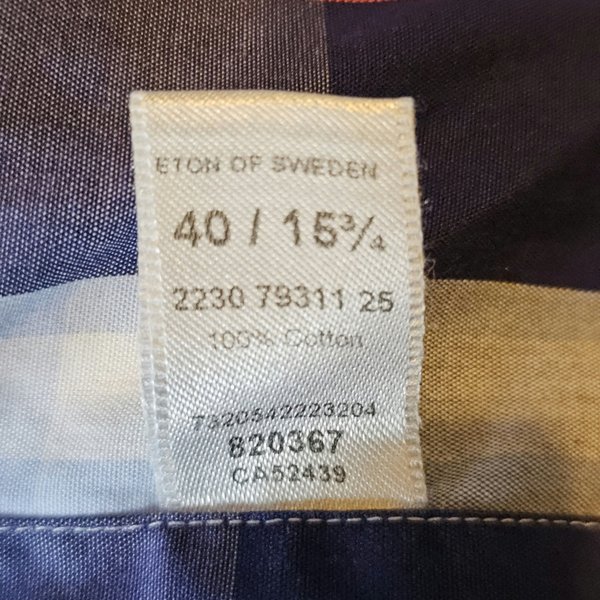 ETON OF SWEDEN
40 / 15¾
2230 79311 25
100% Cotton
7320542223204
820367
CA52439